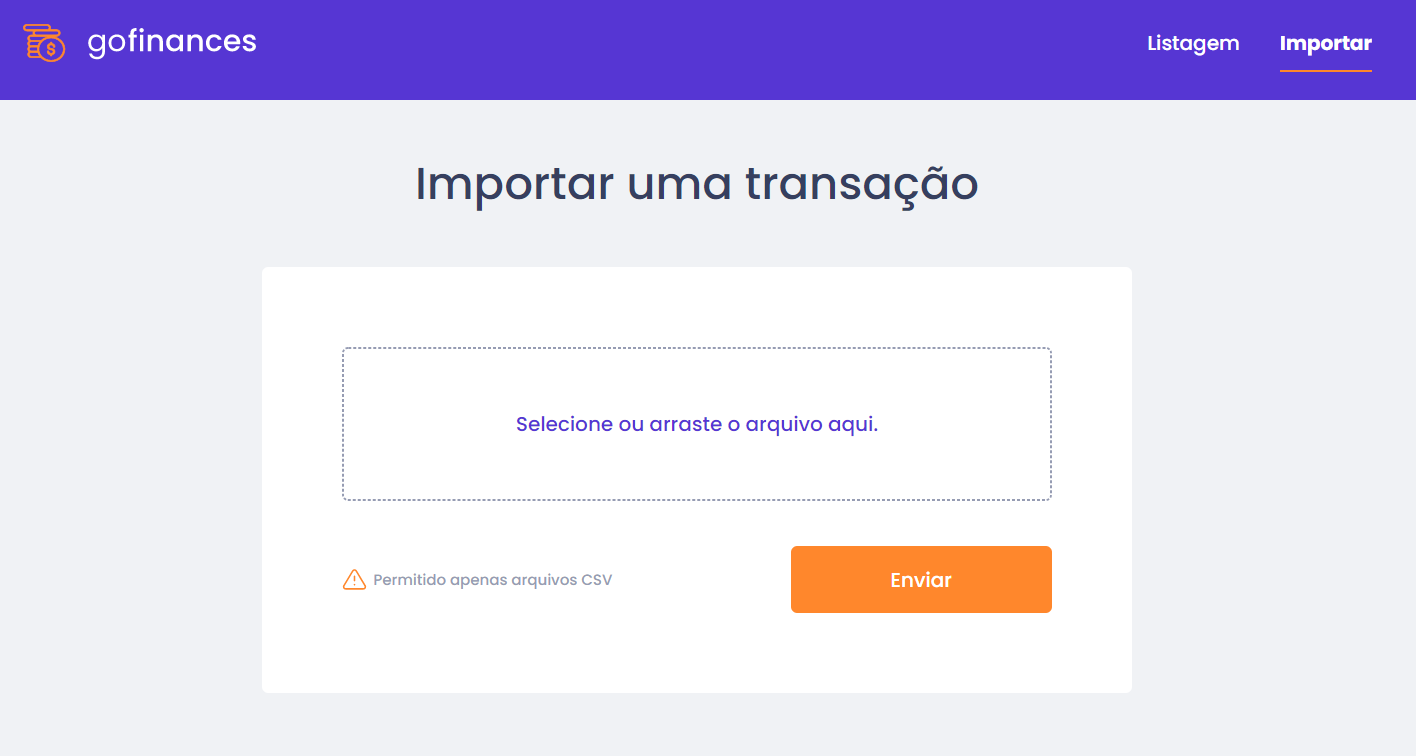 gofinances
Listagem
Importar
Importar uma transação
Selecione ou arraste o arquivo aqui.
Permitido apenas arquivos CSV
Enviar